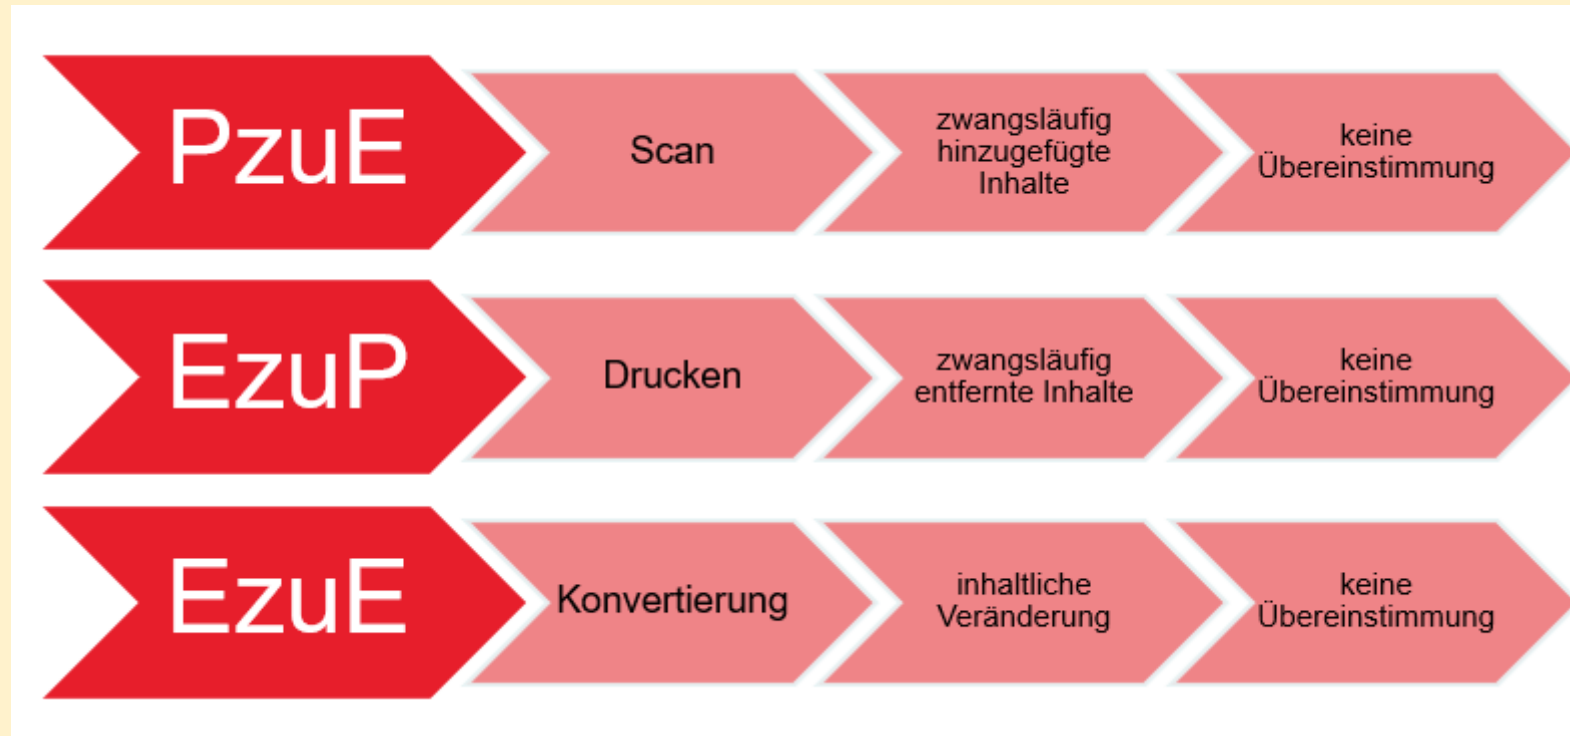 PzuE
Scan
zwangsläufig
hinzugefügte
Inhalte
keine
Übereinstimmung
EzuP
Drucken
zwangsläufig
entfernte Inhalte
keine
Übereinstimmung
EzuE
Konvertierung
inhaltliche
Veränderung
keine
Übereinstimmung